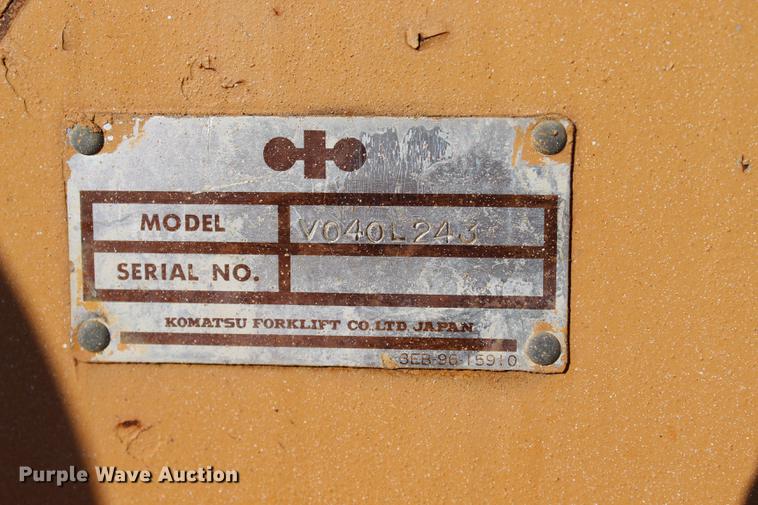 MODEL V040L243
SERIAL NO.
KOMATSU FORKLIFT CO.LTD. JAPAN
3EB-96-15910
Purple Wave Auction